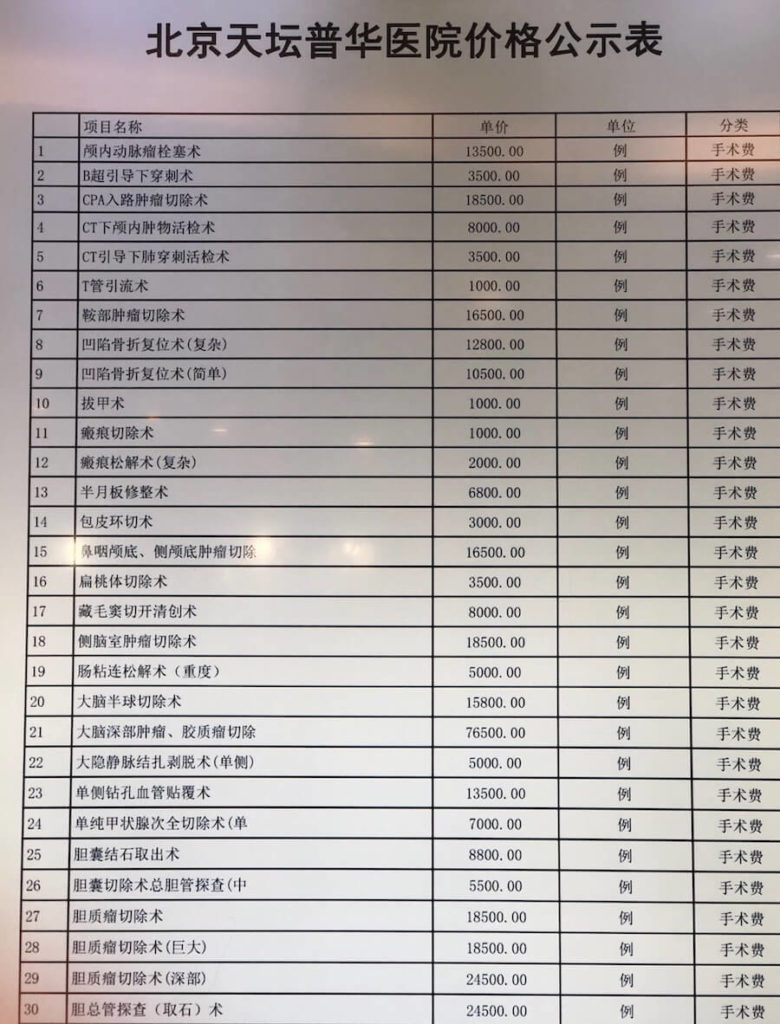 北京天坛普华医院价格公示表
项目名称 单价 单位 分类
1 颅内动脉瘤栓塞术 13500.00 例 手术费
2 B超引导下穿刺术 3500.00 例 手术费
3 CPA入路肿瘤切除术 18500.00 例 手术费
4 CT下颅内肿物活检术 8000.00 例 手术费
5 CT引导下肺穿刺活检术 3500.00 例 手术费
6 T管引流术 1000.00 例 手术费
7 鞍部肿瘤切除术 16500.00 例 手术费
8 凹陷骨折复位术(复杂) 12800.00 例 手术费
9 凹陷骨折复位术(简单) 10500.00 例 手术费
10 拔甲术 1000.00 例 手术费
11 瘢痕切除术 1000.00 例 手术费
12 瘢痕松解术(复杂) 2000.00 例 手术费
13 半月板修整术 6800.00 例 手术费
14 包皮环切术 3000.00 例 手术费
15 鼻咽颅底、侧颅底肿瘤切除 16500.00 例 手术费
16 扁桃体切除术 3500.00 例 手术费
17 藏毛窦切开清创术 8000.00 例 手术费
18 侧脑室肿瘤切除术 18500.00 例 手术费
19 肠粘连松解术（重度） 5000.00 例 手术费
20 大脑半球切除术 15800.00 例 手术费
21 大脑深部肿瘤、胶质瘤切除 76500.00 例 手术费
22 大隐静脉结扎剥脱术(单侧) 5000.00 例 手术费
23 单侧钻孔血管贴覆术 13500.00 例 手术费
24 单纯甲状腺次全切除术(单 7000.00 例 手术费
25 胆囊结石取出术 8800.00 例 手术费
26 胆囊切除术总胆管探查(中 5500.00 例 手术费
27 胆质瘤切除术 18500.00 例 手术费
28 胆质瘤切除术(巨大) 18500.00 例 手术费
29 胆质瘤切除术(深部) 24500.00 例 手术费
30 胆总管探查（取石）术 24500.00 例 手术费